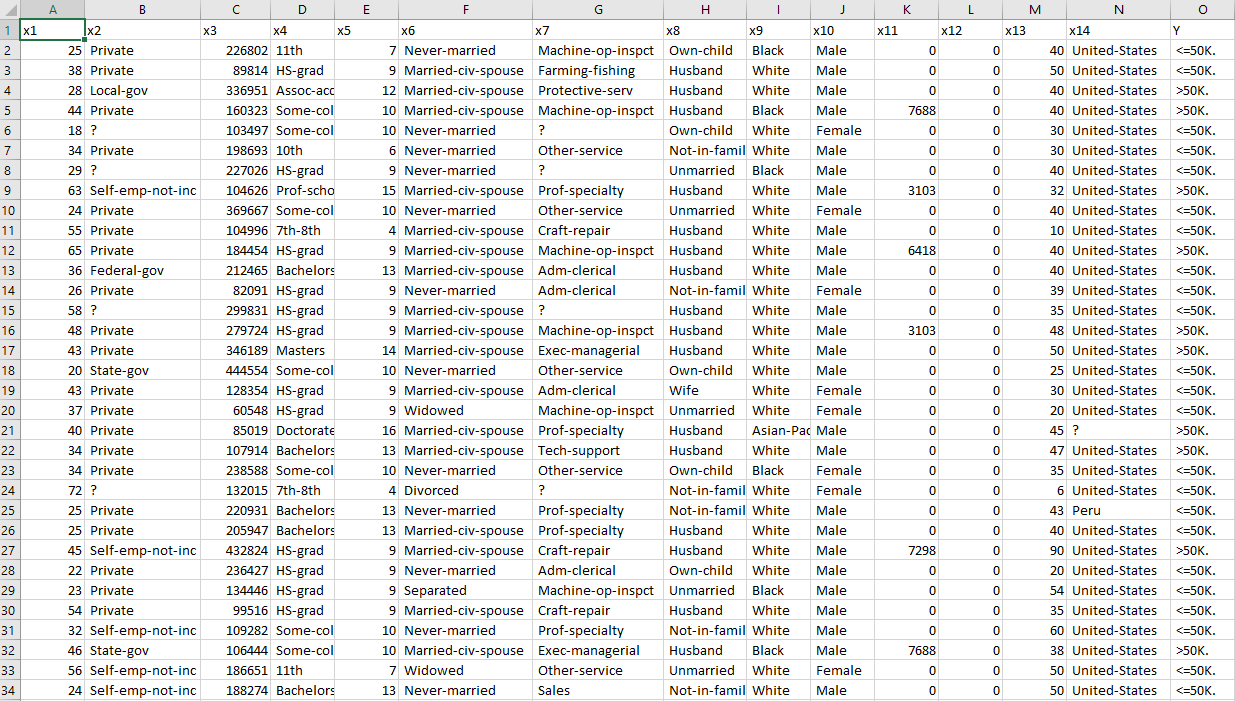 A B C D E F G H I J K L M N O
1 x1 x2 x3 x4 x5 x6 x7 x8 x9 x10 x11 x12 x13 x14 Y
2 25 Private 226802 11th 7 Never-married Machine-op-inspct Own-child Black Male 0 0 40 United-States <=50K.
3 38 Private 89814 HS-grad 9 Married-civ-spouse Farming-fishing Husband White Male 0 0 50 United-States <=50K.
4 28 Local-gov 336951 Assoc-acc 12 Married-civ-spouse Protective-serv Husband White Male 0 0 40 United-States >50K.
5 44 Private 160323 Some-col 10 Married-civ-spouse Machine-op-inspct Husband Black Male 7688 0 40 United-States >50K.
6 18 ? 103497 Some-col 10 Never-married ? Own-child White Female 0 0 30 United-States <=50K.
7 34 Private 198693 10th 6 Never-married Other-service Not-in-famil White Male 0 0 30 United-States <=50K.
8 29 ? 227026 HS-grad 9 Never-married ? Unmarried Black Male 0 0 40 United-States <=50K.
9 63 Self-emp-not-inc 104626 Prof-scho 15 Married-civ-spouse Prof-specialty Husband White Male 3103 0 32 United-States >50K.
10 24 Private 369667 Some-col 10 Never-married Other-service Unmarried White Female 0 0 40 United-States <=50K.
11 55 Private 104996 7th-8th 4 Married-civ-spouse Craft-repair Husband White Male 0 0 10 United-States <=50K.
12 65 Private 184454 HS-grad 9 Married-civ-spouse Machine-op-inspct Husband White Male 6418 0 40 United-States >50K.
13 36 Federal-gov 212465 Bachelors 13 Married-civ-spouse Adm-clerical Husband White Male 0 0 40 United-States <=50K.
14 26 Private 82091 HS-grad 9 Never-married Adm-clerical Not-in-famil White Female 0 0 39 United-States <=50K.
15 58 ? 299831 HS-grad 9 Married-civ-spouse ? Husband White Male 0 0 35 United-States <=50K.
16 48 Private 279724 HS-grad 9 Married-civ-spouse Machine-op-inspct Husband White Male 3103 0 48 United-States >50K.
17 43 Private 346189 Masters 14 Married-civ-spouse Exec-managerial Husband White Male 0 0 50 United-States >50K.
18 20 State-gov 444554 Some-col 10 Never-married Other-service Own-child White Male 0 0 25 United-States <=50K.
19 43 Private 128354 HS-grad 9 Married-civ-spouse Adm-clerical Wife White Female 0 0 30 United-States <=50K.
20 37 Private 60548 HS-grad 9 Widowed Machine-op-inspct Unmarried White Female 0 0 20 United-States <=50K.
21 40 Private 85019 Doctorate 16 Married-civ-spouse Prof-specialty Husband Asian-Pac Male 0 0 45 ? >50K.
22 34 Private 107914 Bachelors 13 Married-civ-spouse Tech-support Husband White Male 0 0 47 United-States >50K.
23 34 Private 238588 Some-col 10 Never-married Other-service Own-child Black Female 0 0 35 United-States <=50K.
24 72 ? 132015 7th-8th 4 Divorced ? Not-in-famil White Female 0 0 6 United-States <=50K.
25 25 Private 220931 Bachelors 13 Never-married Prof-specialty Not-in-famil White Male 0 0 43 Peru <=50K.
26 25 Private 205947 Bachelors 13 Married-civ-spouse Prof-specialty Husband White Male 0 0 40 United-States <=50K.
27 45 Self-emp-not-inc 432824 HS-grad 9 Married-civ-spouse Craft-repair Husband White Male 7298 0 90 United-States >50K.
28 22 Private 236427 HS-grad 9 Never-married Adm-clerical Own-child White Male 0 0 20 United-States <=50K.
29 23 Private 134446 HS-grad 9 Separated Machine-op-inspct Unmarried Black Male 0 0 54 United-States <=50K.
30 54 Private 99516 HS-grad 9 Married-civ-spouse Craft-repair Husband White Male 0 0 35 United-States <=50K.
31 32 Self-emp-not-inc 109282 Some-col 10 Never-married Prof-specialty Not-in-famil White Male 0 0 60 United-States <=50K.
32 46 State-gov 106444 Some-col 10 Married-civ-spouse Exec-managerial Husband Black Male 7688 0 38 United-States >50K.
33 56 Self-emp-not-inc 186651 11th 7 Widowed Other-service Unmarried White Female 0 0 50 United-States <=50K.
34 24 Self-emp-not-inc 188274 Bachelors 13 Never-married Sales Not-in-famil White Male 0 0 50 United-States <=50K.